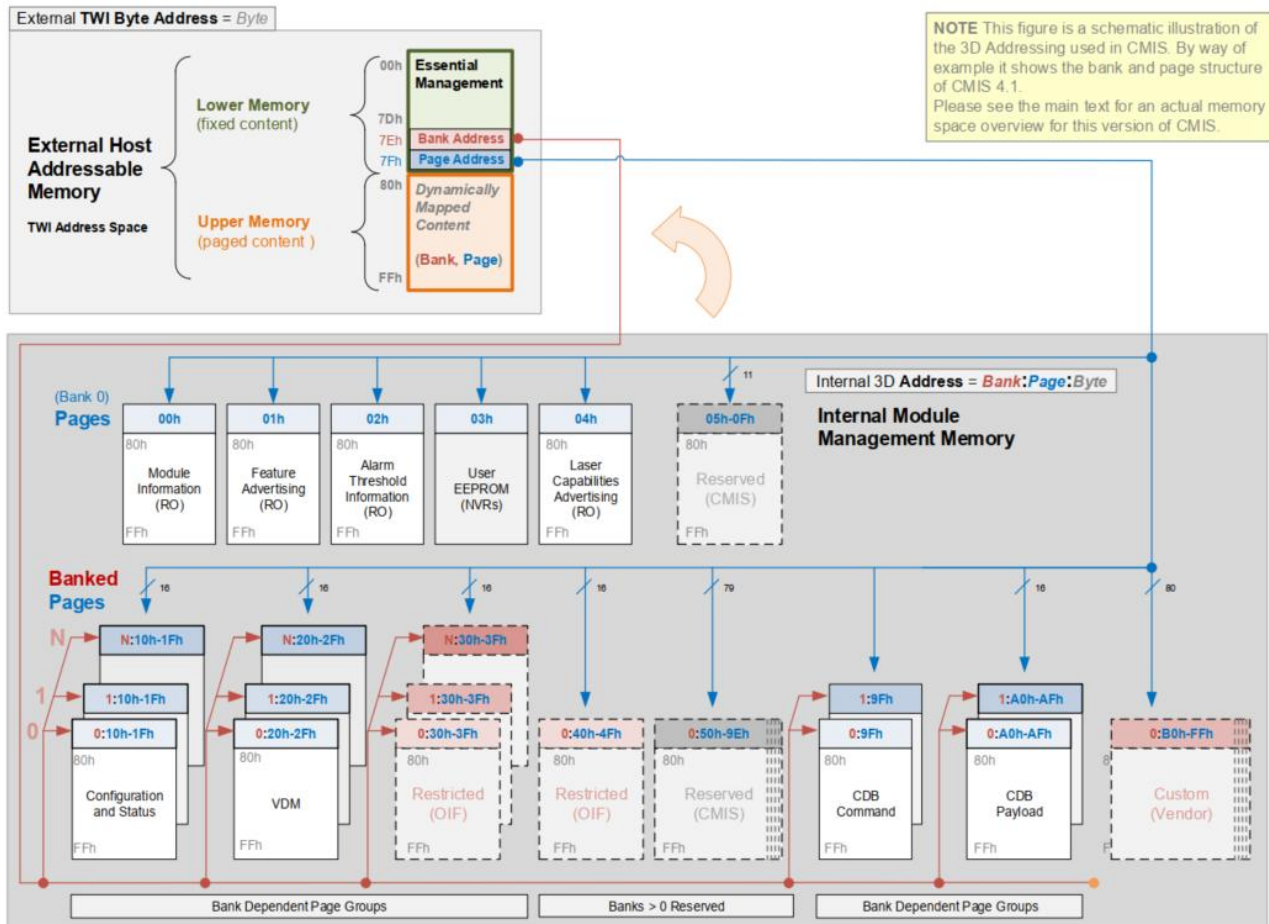 External TWI Byte Address = Byte
NOTE This figure is a schematic illustration of
the 3D Addressing used in CMIS. By way of
example it shows the bank and page structure
of CMIS 4.1.
Please see the main text for an actual memory
space overview for this version of CMIS.
External Host
Addressable
Memory
TWI Address Space
Lower Memory
(fixed content)
Upper Memory
(paged content )
00h
7Dh
7Eh
7Fh
80h
FFh
Essential
Management
Bank Address
Page Address
Dynamically
Mapped
Content
(Bank, Page)
Internal 3D Address = Bank:Page:Byte
Internal Module
Management Memory
(Bank 0)
Pages
00h
80h
Module
Information
(RO)
FFh
01h
80h
Feature
Advertising
(RO)
FFh
02h
80h
Alarm
Threshold
Information
(RO)
FFh
03h
User
EEPROM
(NVRs)
04h
80h
Laser
Capabilities
Advertising
(RO)
FFh
11
05h-0Fh
80h
Reserved
(CMIS)
FFh
Banked
Pages
N
1
0
16
N:10h-1Fh
1:10h-1Fh
0:10h-1Fh
80h
Configuration
and Status
FFh
16
N:20h-2Fh
1:20h-2Fh
0:20h-2Fh
80h
VDM
FFh
16
N:30h-3Fh
1:30h-3Fh
0:30h-3Fh
80h
Restricted
(OIF)
FFh
16
0:40h-4Fh
80h
Restricted
(OIF)
FFh
79
0:50h-9Eh
80h
Reserved
(CMIS)
FFh
1:9Fh
0:9Fh
80h
CDB
Command
FFh
16
1:A0h-AFh
0:A0h-AFh
80h
CDB
Payload
FFh
80
0:B0h-FFh
Custom
(Vendor)
Bank Dependent Page Groups
Banks > 0 Reserved
Bank Dependent Page Groups